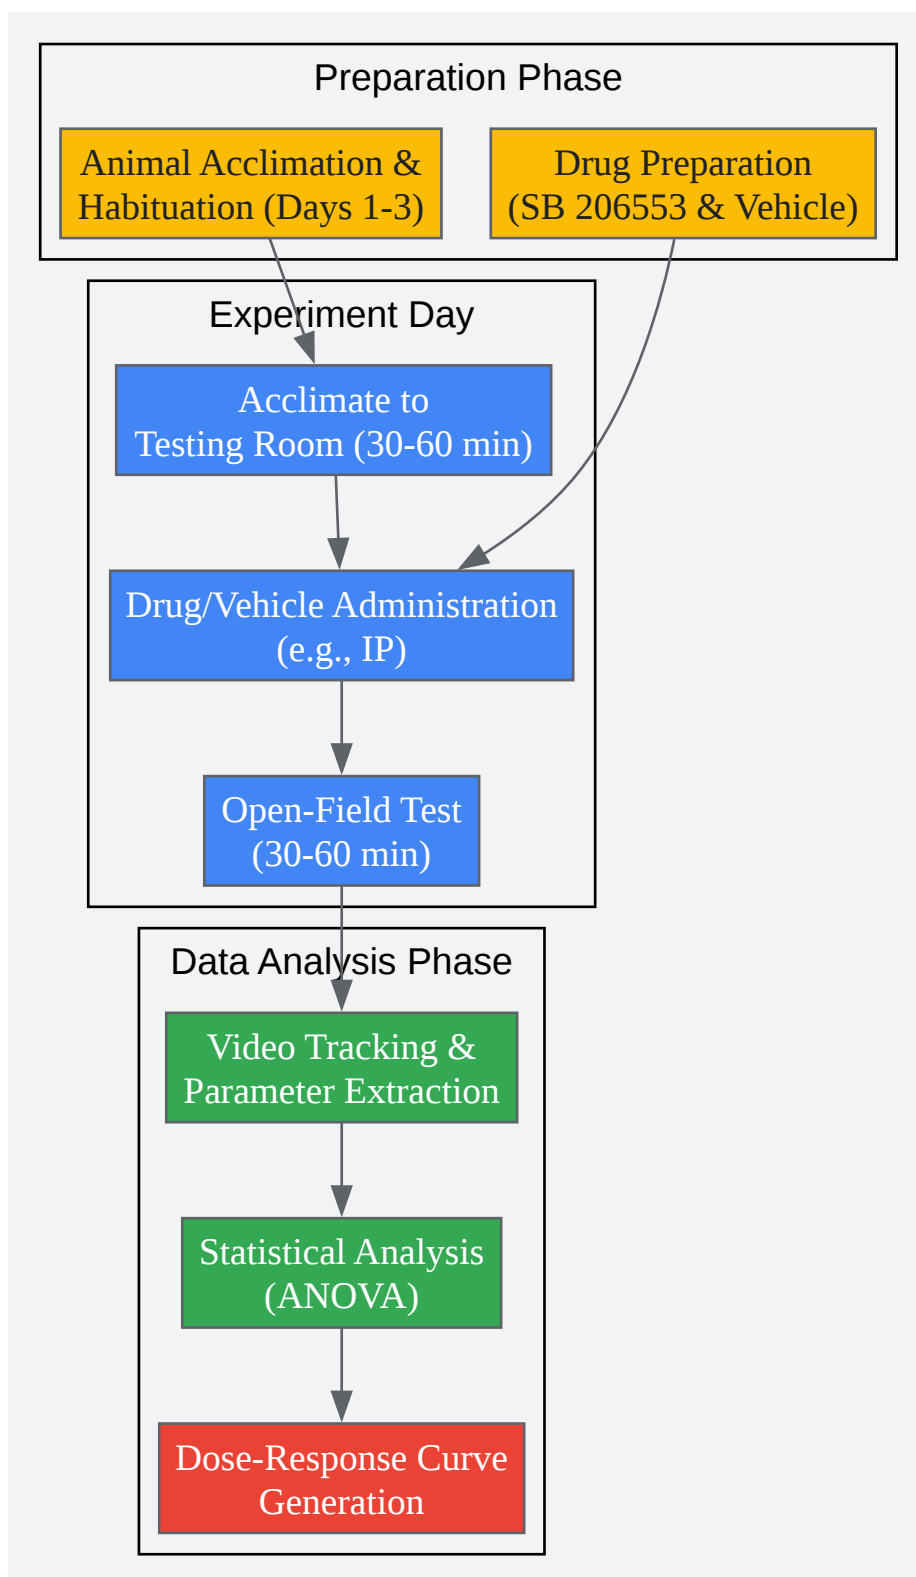 Preparation Phase
Animal Acclimation &
Habituation (Days 1-3)
Drug Preparation
(SB 206553 & Vehicle)
Experiment Day
Acclimate to
Testing Room (30-60 min)
Drug/Vehicle Administration
(e.g., IP)
Open-Field Test
(30-60 min)
Data Analysis Phase
Video Tracking &
Parameter Extraction
Statistical Analysis
(ANOVA)
Dose-Response Curve
Generation